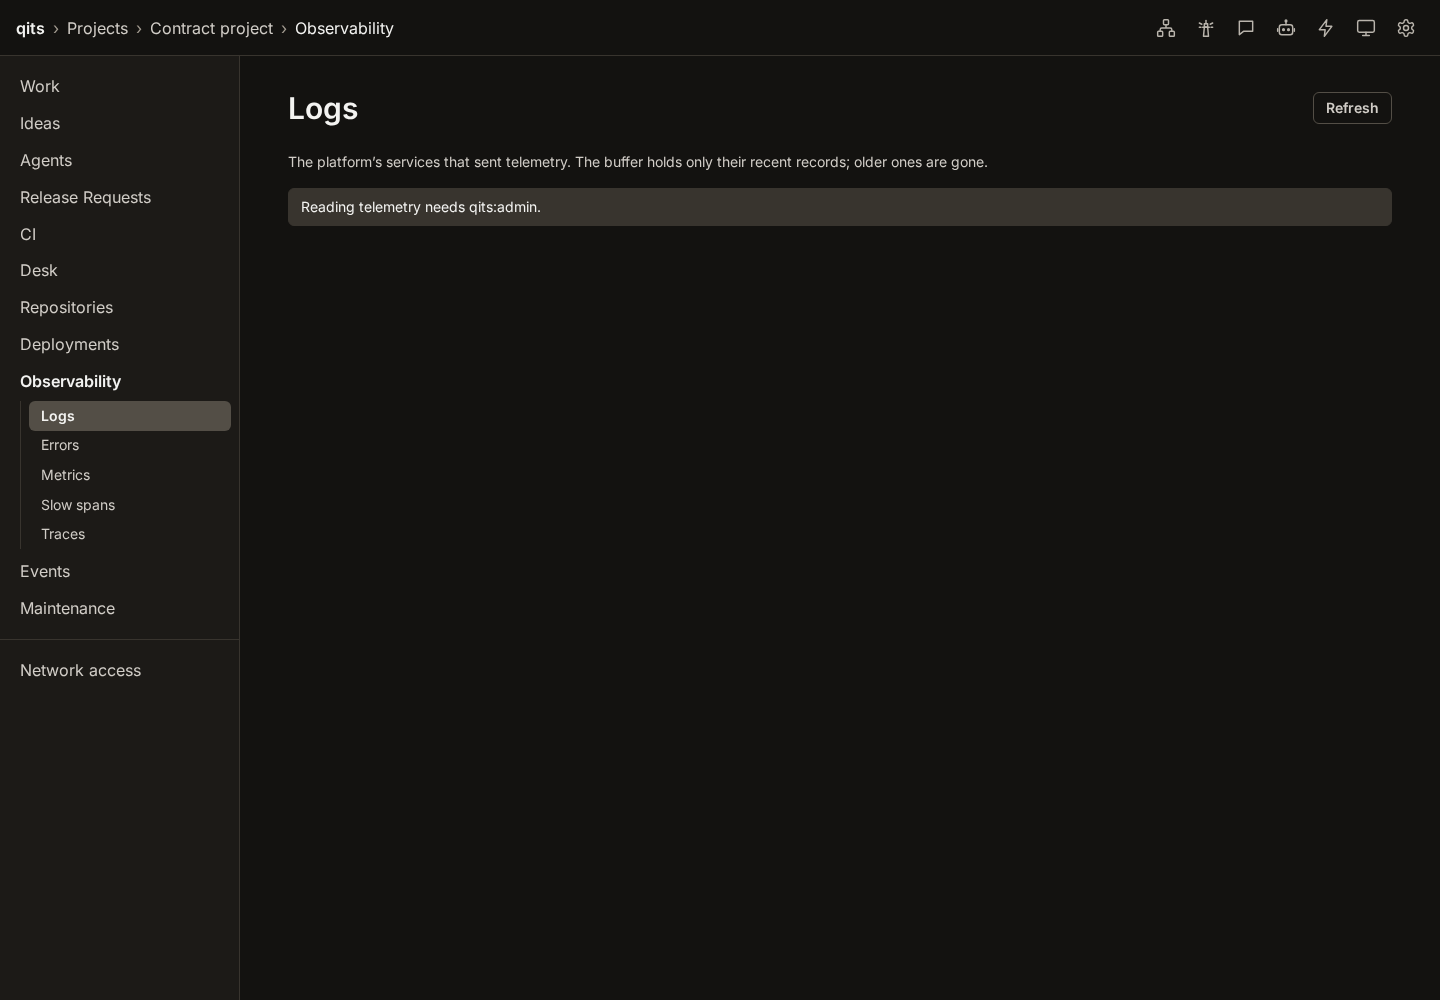 qits › Projects › Contract project › Observability
Work
Ideas
Agents
Release Requests
CI
Desk
Repositories
Deployments
Observability
Logs
Errors
Metrics
Slow spans
Traces
Events
Maintenance
Network access
Logs
Refresh
The platform’s services that sent telemetry. The buffer holds only their recent records; older ones are gone.
Reading telemetry needs qits:admin.